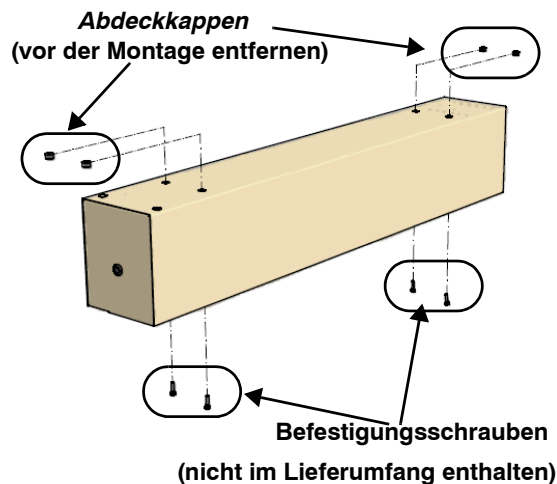 Abdeckkappen
(vor der Montage entfernen)
Befestigungsschrauben
(nicht im Lieferumfang enthalten)